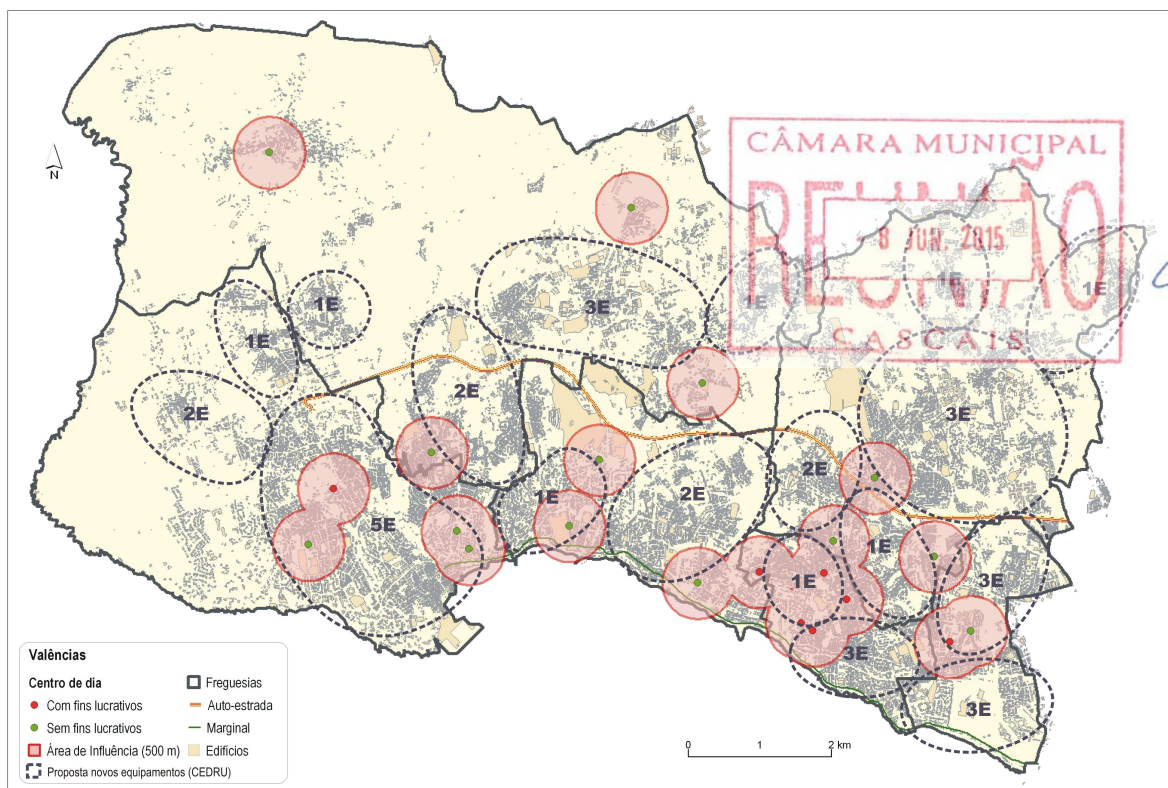 CÂMARA MUNICIPAL
REUNIÃO
8 JUN. 2015
CASCAIS
N
1E
3E
1E
1E
E
1E
2E
2E
3E
2E
5E
1E
2E
1E
1E
3E
3E
3E
Valências
Centro de dia
Com fins lucrativos
Sem fins lucrativos
Área de Influência (500 m)
Proposta novos equipamentos (CEDRU)
Freguesias
Auto-estrada
Marginal
Edifícios
0 1 2 km